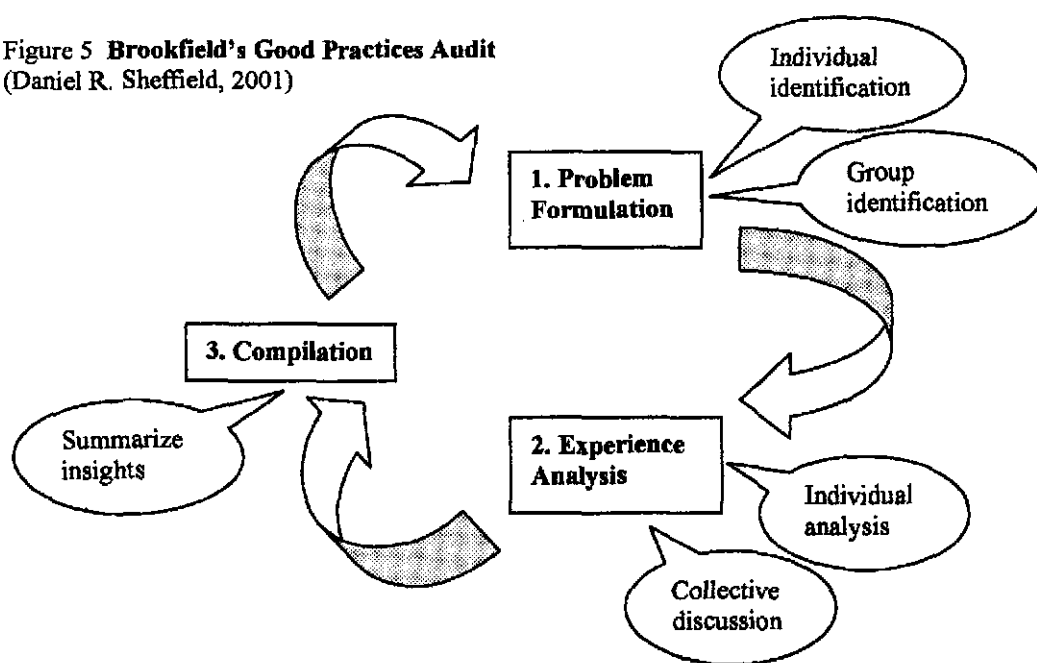 Figure 5 Brookfield's Good Practices Audit
(Daniel R. Sheffield, 2001)
Individual
identification
1. Problem
Formulation
Group
identification
3. Compilation
Summarize
insights
2. Experience
Analysis
Individual
analysis
Collective
discussion